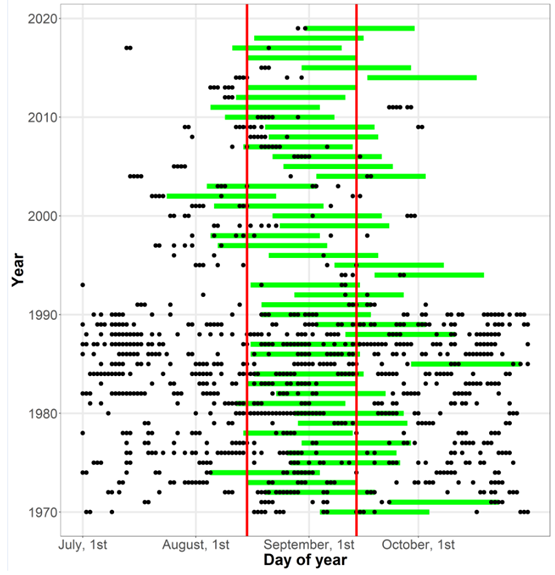 2020
2010
2000
1990
1980
1970
Year
July, 1st August, 1st September, 1st October, 1st
Day of year